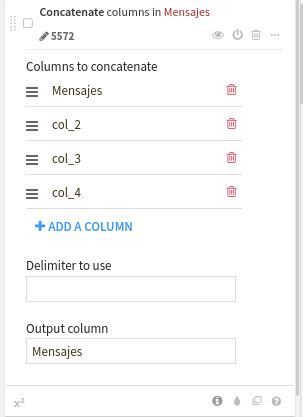 Concatenate columns in Mensajes
5572
Columns to concatenate
Mensajes
col_2
col_3
col_4
+ ADD A COLUMN
Delimiter to use
Output column
Mensajes
x²